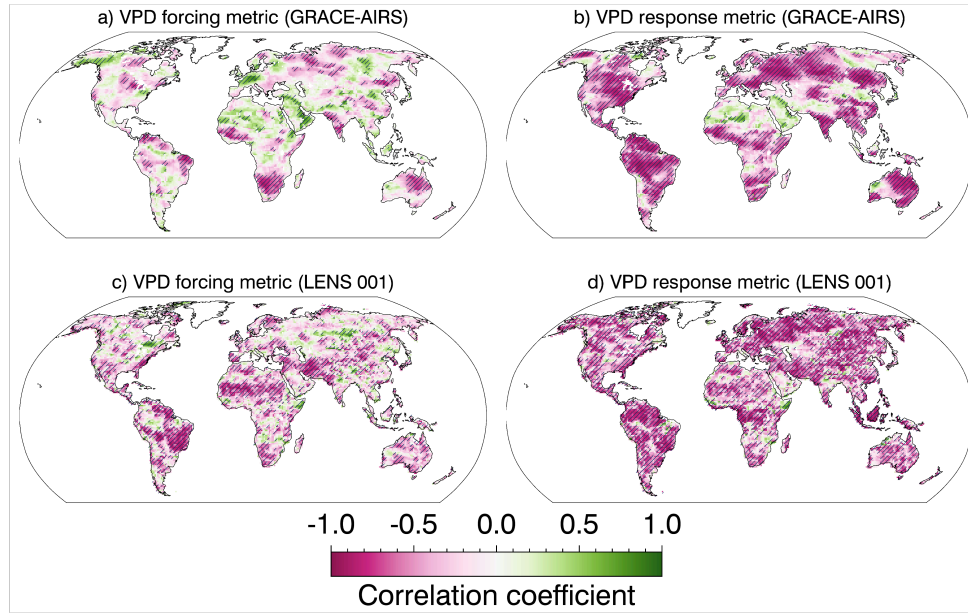 a) VPD forcing metric (GRACE-AIRS)
b) VPD response metric (GRACE-AIRS)
c) VPD forcing metric (LENS 001)
d) VPD response metric (LENS 001)
-1.0 -0.5 0.0 0.5 1.0
Correlation coefficient